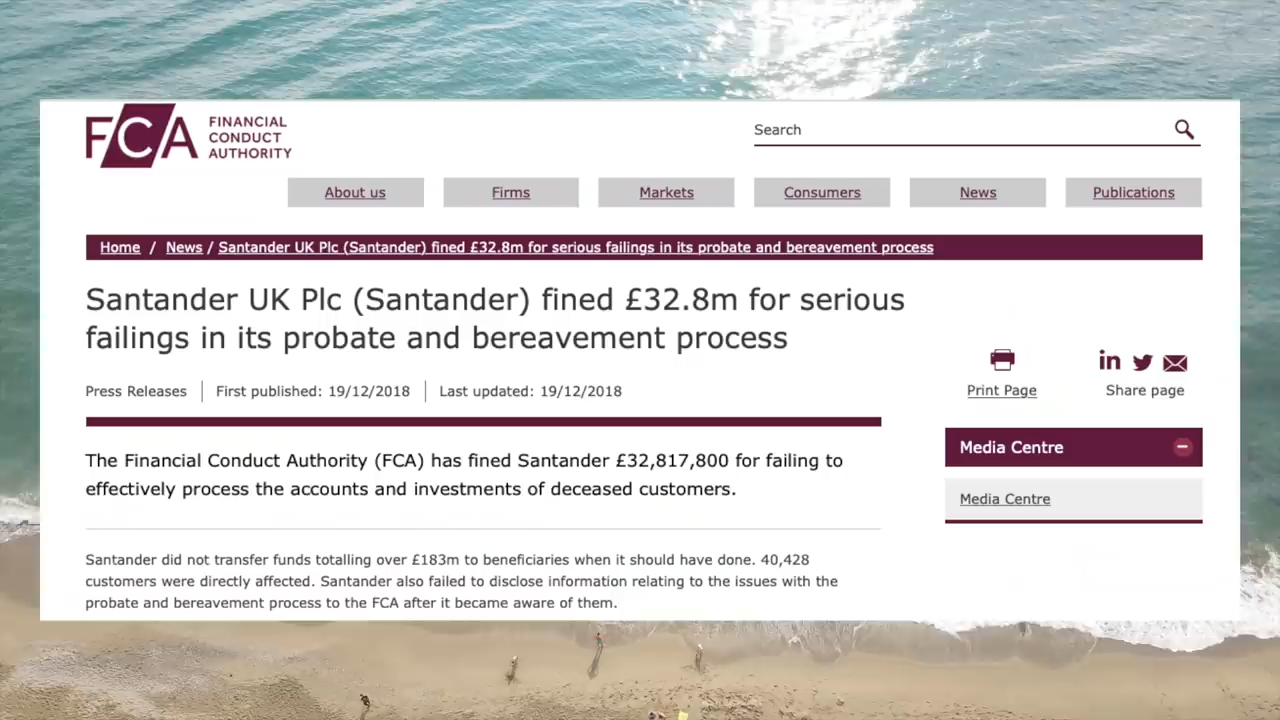 FCA FINANCIAL
CONDUCT
AUTHORITY
Search
About us Firms Markets Consumers News Publications
Home / News / Santander UK Plc (Santander) fined £32.8m for serious failings in its probate and bereavement process
Santander UK Plc (Santander) fined £32.8m for serious
failings in its probate and bereavement process
Press Releases | First published: 19/12/2018 | Last updated: 19/12/2018
Print Page
Share page
The Financial Conduct Authority (FCA) has fined Santander £32,817,800 for failing to
effectively process the accounts and investments of deceased customers.
Santander did not transfer funds totalling over £183m to beneficiaries when it should have done. 40,428
customers were directly affected. Santander also failed to disclose information relating to the issues with the
probate and bereavement process to the FCA after it became aware of them.
Media Centre
Media Centre